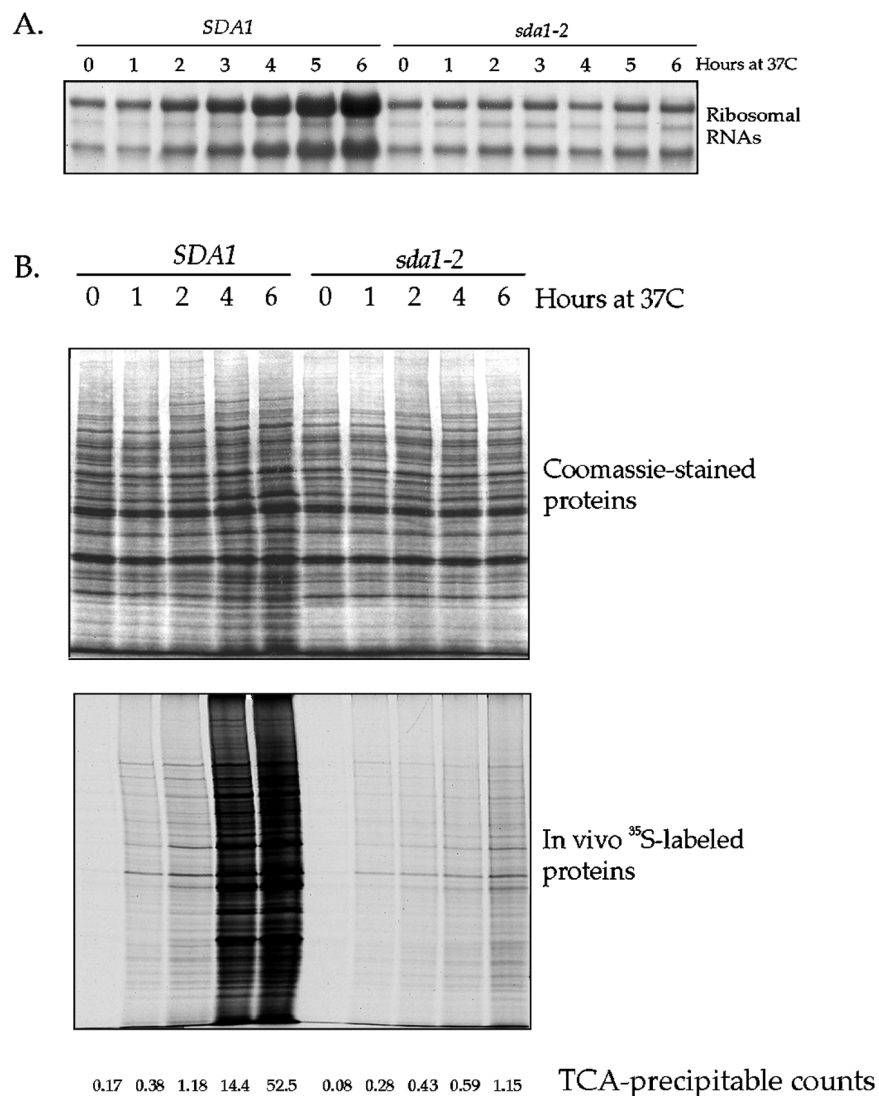 A.
SDA1 sda1-2
0 1 2 3 4 5 6 0 1 2 3 4 5 6 Hours at 37C
Ribosomal
RNAs
B.
SDA1 sda1-2
0 1 2 4 6 0 1 2 4 6 Hours at 37C
Coomassie-stained
proteins
In vivo ³⁵S-labeled
proteins
0.17 0.38 1.18 14.4 52.5 0.08 0.28 0.43 0.59 1.15 TCA-precipitable counts